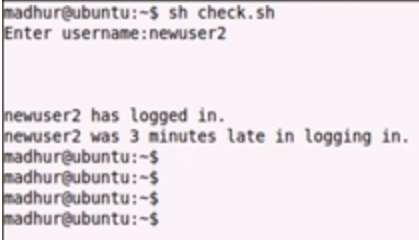 madhur@ubuntu:~$ sh check.sh
Enter username:newuser2
newuser2 has logged in.
newuser2 was 3 minutes late in logging in.
madhur@ubuntu:~$
madhur@ubuntu:~$
madhur@ubuntu:~$
madhur@ubuntu:~$